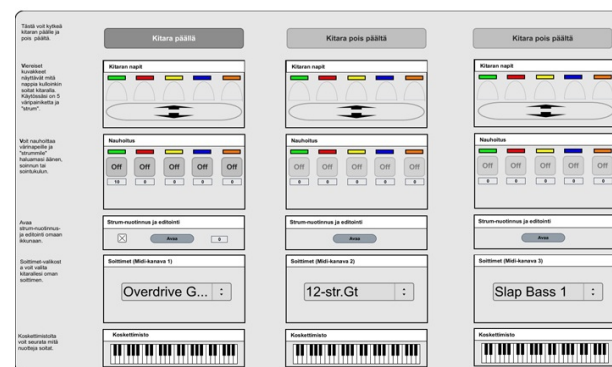 Tästä voit kytkeä
kitaran päälle ja
pois päältä.
Kitara päällä
Kitara pois päältä
Kitara pois päältä
Viereiset
kuvakkeet
näyttävät mitä
nappia kulloinkin
soitat kitaralla.
Käytössäsi on 5
väripainiketta ja
"strum".
Kitaran napit
Kitaran napit
Kitaran napit
Voit nauhoittaa
värinapeille ja
"strummile"
haluamasi äänen,
soinnun tai
sointukulun.
Nauhoitus
Off Off Off Off Off
10 0 0 0 0
Nauhoitus
Off Off Off Off Off
0 0 0 0 0
Nauhoitus
Off Off Off Off Off
0 0 0 0 0
Avaa
strum-nuotinnus-
ja editointi omaan
ikkunaan.
Strum-nuotinnus ja editointi
Avaa 0
Strum-nuotinnus ja editointi
Avaa
Strum-nuotinnus ja editointi
Avaa
Soittimet-valikost
a voit valita
kitarallesi oman
soittimen.
Soittimet (Midi-kanava 1)
Overdrive G...
Soittimet (Midi-kanava 2)
12-str.Gt
Soittimet (Midi-kanava 3)
Slap Bass 1
Koskettimistolta
voit seurata mitä
nuotteja soitat.
Koskettimisto
Koskettimisto
Koskettimisto